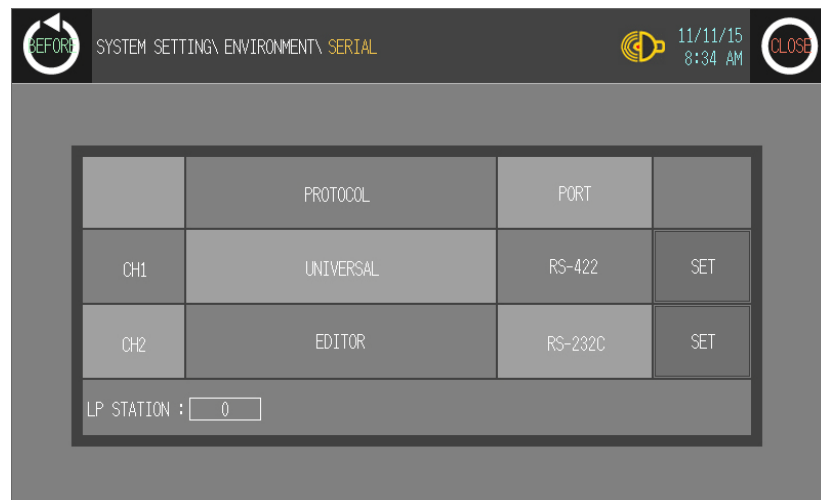 BEFORE
SYSTEM SETTING\ ENVIRONMENT\ SERIAL
11/11/15
8:34 AM
CLOSE
PROTOCOL PORT
CH1 UNIVERSAL RS-422 SET
CH2 EDITOR RS-232C SET
LP STATION : 0